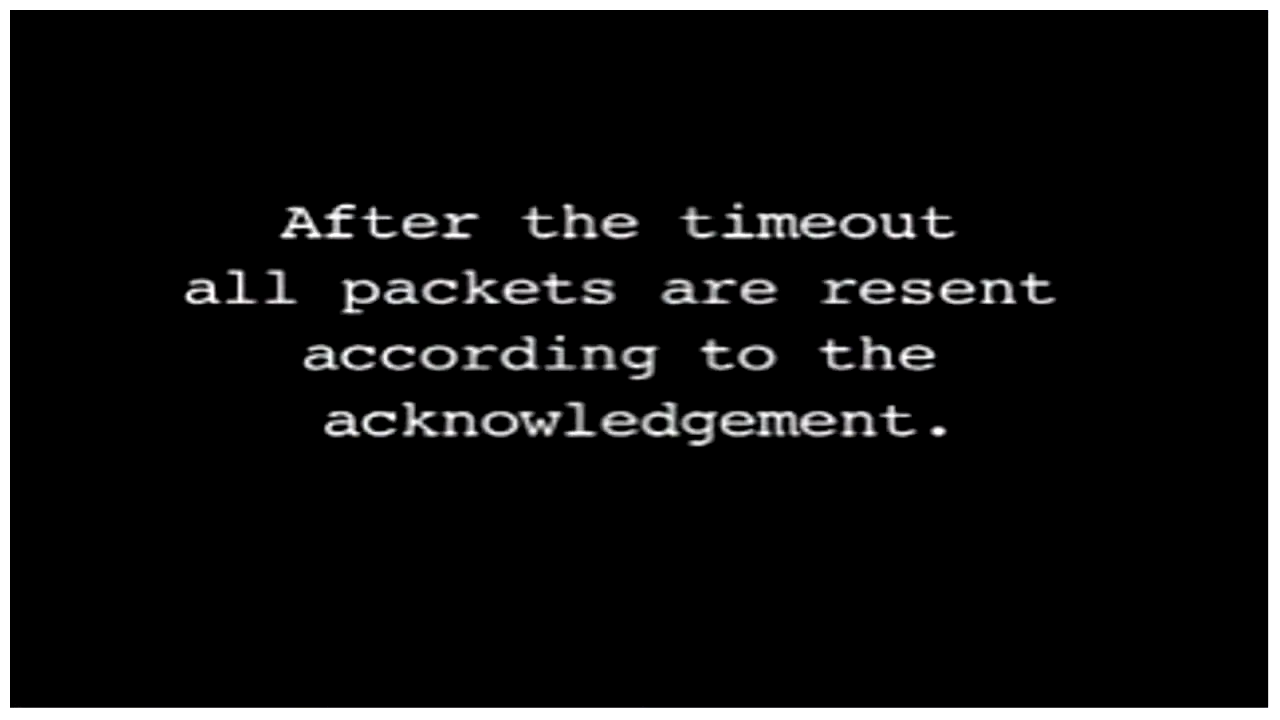 After the timeout
all packets are resent
according to the
acknowledgement.